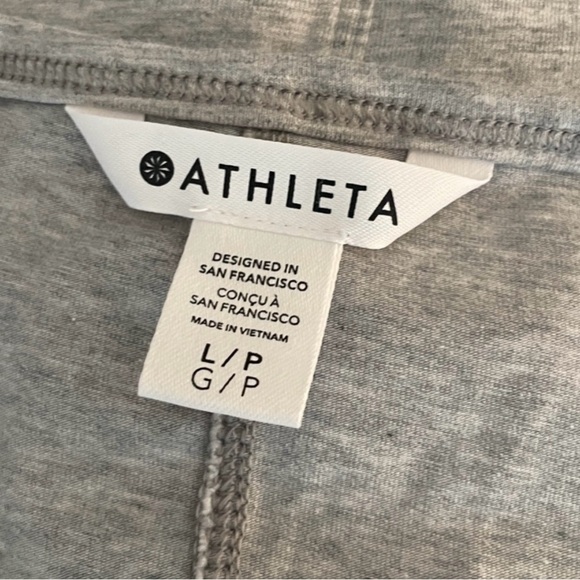 ATHLETA
DESIGNED IN
SAN FRANCISCO
CONÇU À
SAN FRANCISCO
MADE IN VIETNAM
L/P
G/P